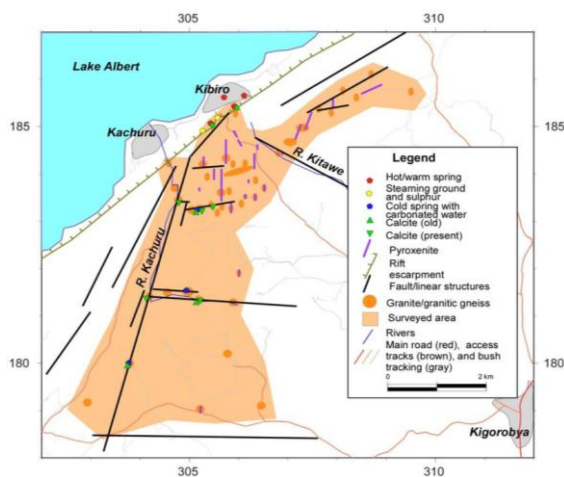 305
310
Lake Albert
Kibiro
185
185
Kachuru
R. Kitawe
R. Kachuru
Legend
Hot/warm spring
Steaming ground
and sulphur
Cold spring with
carbonated water
Calcite (old)
Calcite (present)
Pyroxenite
Rift
escarpment
Fault/linear structures
Granite/granitic gneiss
Surveyed area
Rivers
Main road (red), access
tracks (brown), and bush
tracking (gray)
0
2 km
180
180
Kigorobya
305
310